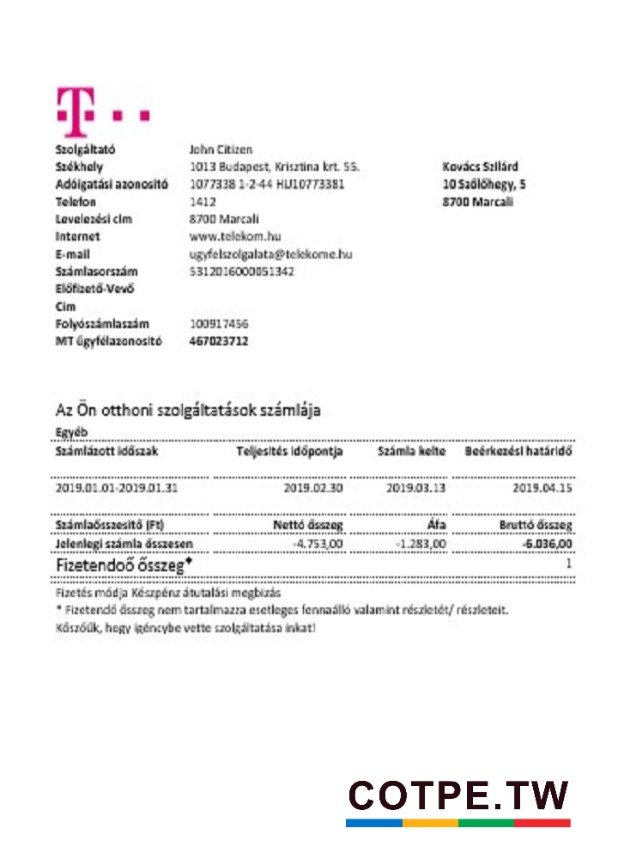 T
Szolgáltató John Citizen
Székhely 1013 Budapest, Krisztina krt. 55. Kovács Szilárd
Adóigatási azonositó 1077338 1-2-44 HU10773381 10 Szőlőhegy, 5
Telefon 1412 8700 Marcali
Levelezési cím 8700 Marcali
Internet www.telekom.hu
E-mail ugyfelszolgalata@telekome.hu
Számlasorszám 5312016000051342
Előfizető-Vevő
Cím
Folyószámlaszám 100917456
MT ügyfélazonosító 467023712
Az Ön otthoni szolgáltatások számlája
Egyéb
Számlázott időszak Teljesítés időpontja Számla kelte Beérkezési határidő
2019.01.01-2019.01.31 2019.02.30 2019.03.13 2019.04.15
Számlaösszesítő (Ft) Nettó összeg Áfa Bruttó összeg
Jelenlegi számla összesen -4.753,00 -1.283,00 -6.036,00
Fizetendoő összeg* 1
Fizetés módja Készpénz átutalási megbízás
* Fizetendő összeg nem tartalmazza esetleges fennaálló valamint részletét/ részleteit.
Köszőűk, hogy igéncybe vette szolgáltatása inkat!
COTPE.TW